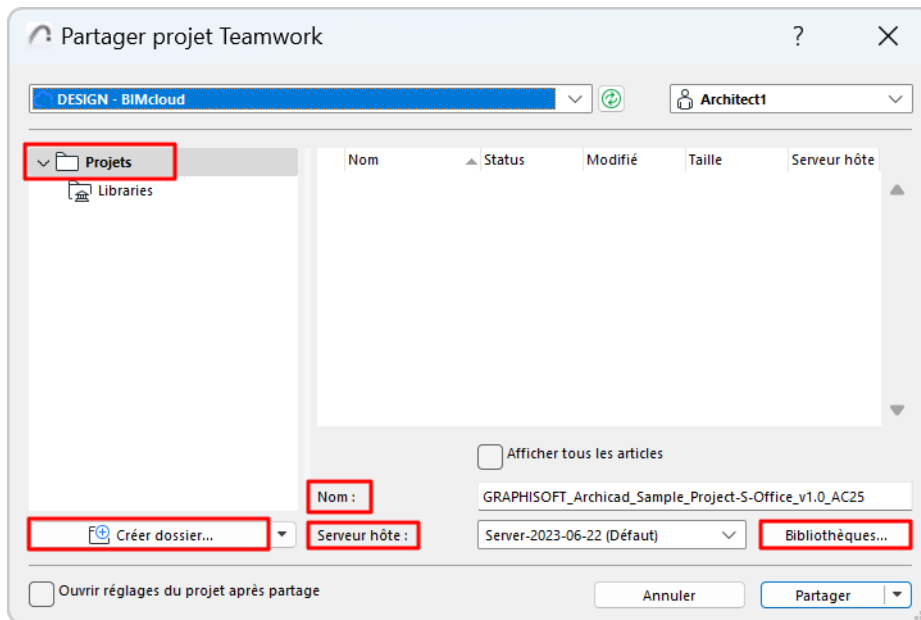 Partager projet Teamwork
?
DESIGN - BIMcloud
Architect1
Projets
Libraries
Nom Status Modifié Taille Serveur hôte
Afficher tous les articles
Nom : GRAPHISOFT_Archicad_Sample_Project-S-Office_v1.0_AC25
Créer dossier... Serveur hôte : Server-2023-06-22 (Défaut) Bibliothèques...
Ouvrir réglages du projet après partage Annuler Partager